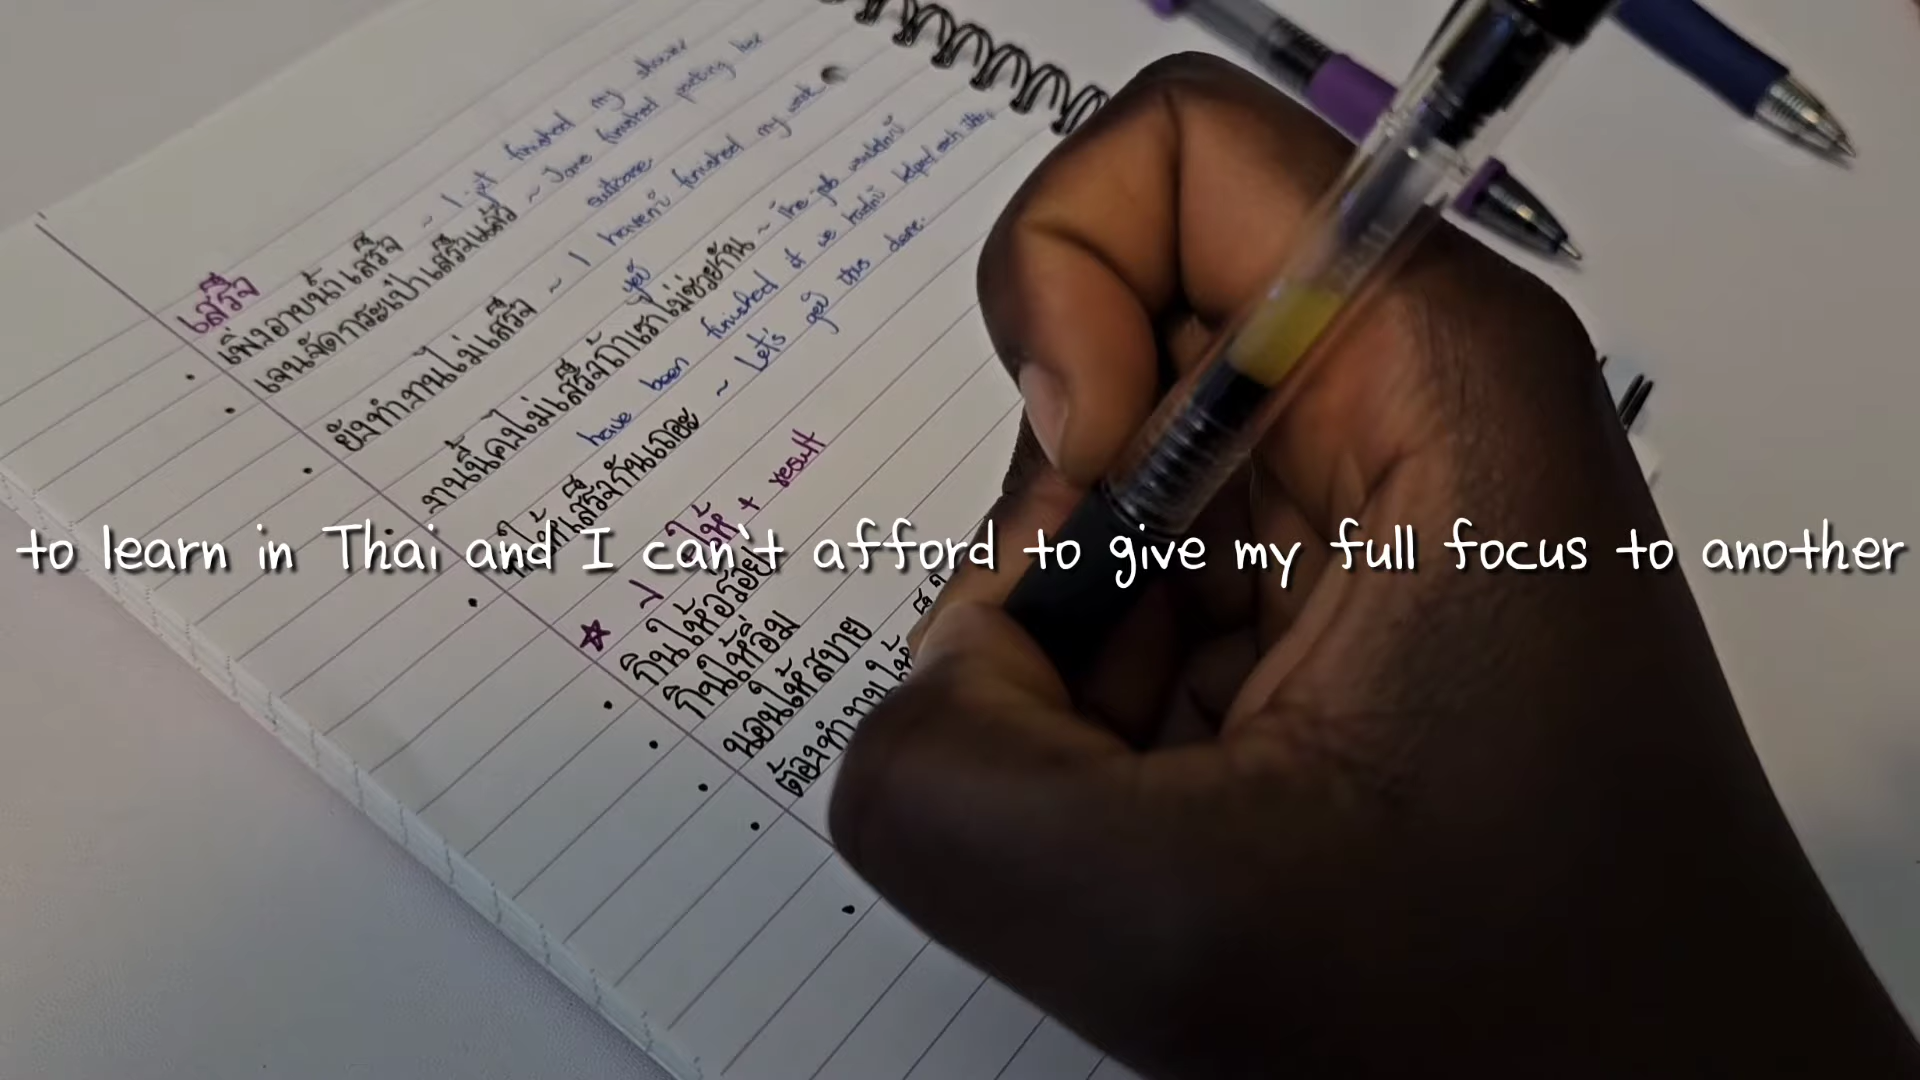 เสร็จ
เพิ่งอาบน้ำเสร็จ ~ I just finished my shower
เจนจัดกระเป๋าเสร็จแล้ว ~ Jane finished packing her
suitcase
ยังทำงานไม่เสร็จ ~ I haven't finished my work
yet
งานนี้คงไม่เสร็จถ้าเราไม่ช่วยกัน ~ The job wouldn't
have been finished if we hadn't helped each other
ให้เสร็จกันเถอะ ~ Let's get this done.
to learn in Thai and I can't afford to give my full focus to another
+ result
กินให้อร่อย
กินให้อิ่ม
นอนให้สบาย
ต้องทำงานให้